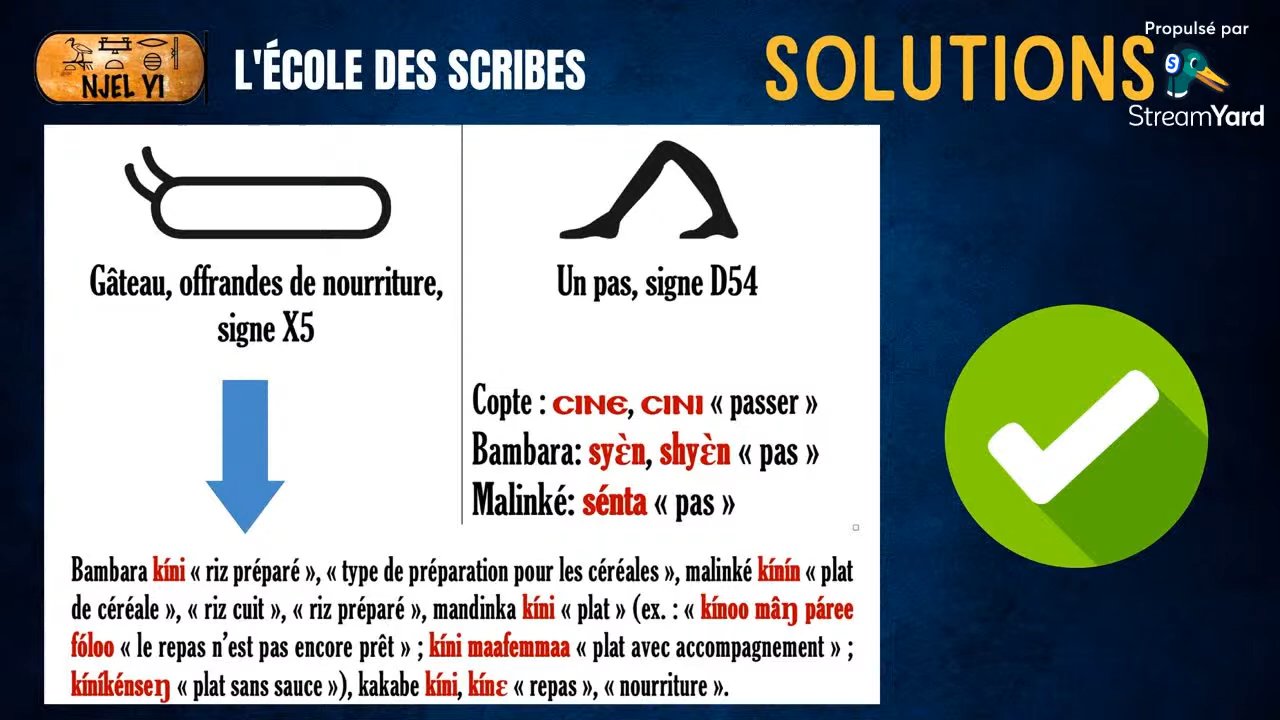 NJEL YI
L'ÉCOLE DES SCRIBES
SOLUTIONS
Propulsé par
StreamYard
Gâteau, offrandes de nourriture,
signe X5
Un pas, signe D54
Copte : ⲥⲓⲛⲉ, ⲥⲓⲛⲓ « passer »
Bambara: syɛ̀n, shyɛ̀n « pas »
Malinké: sénta « pas »
Bambara kíni « riz préparé », « type de préparation pour les céréales », malinké kínín « plat
de céréale », « riz cuit », « riz préparé », mandinka kíni « plat » (ex. : « kínoo mâŋ páree
fóloo « le repas n’est pas encore prêt » ; kíni maafemmaa « plat avec accompagnement » ;
kíníkénseŋ « plat sans sauce »), kakabe kíni, kínɛ « repas », « nourriture ».